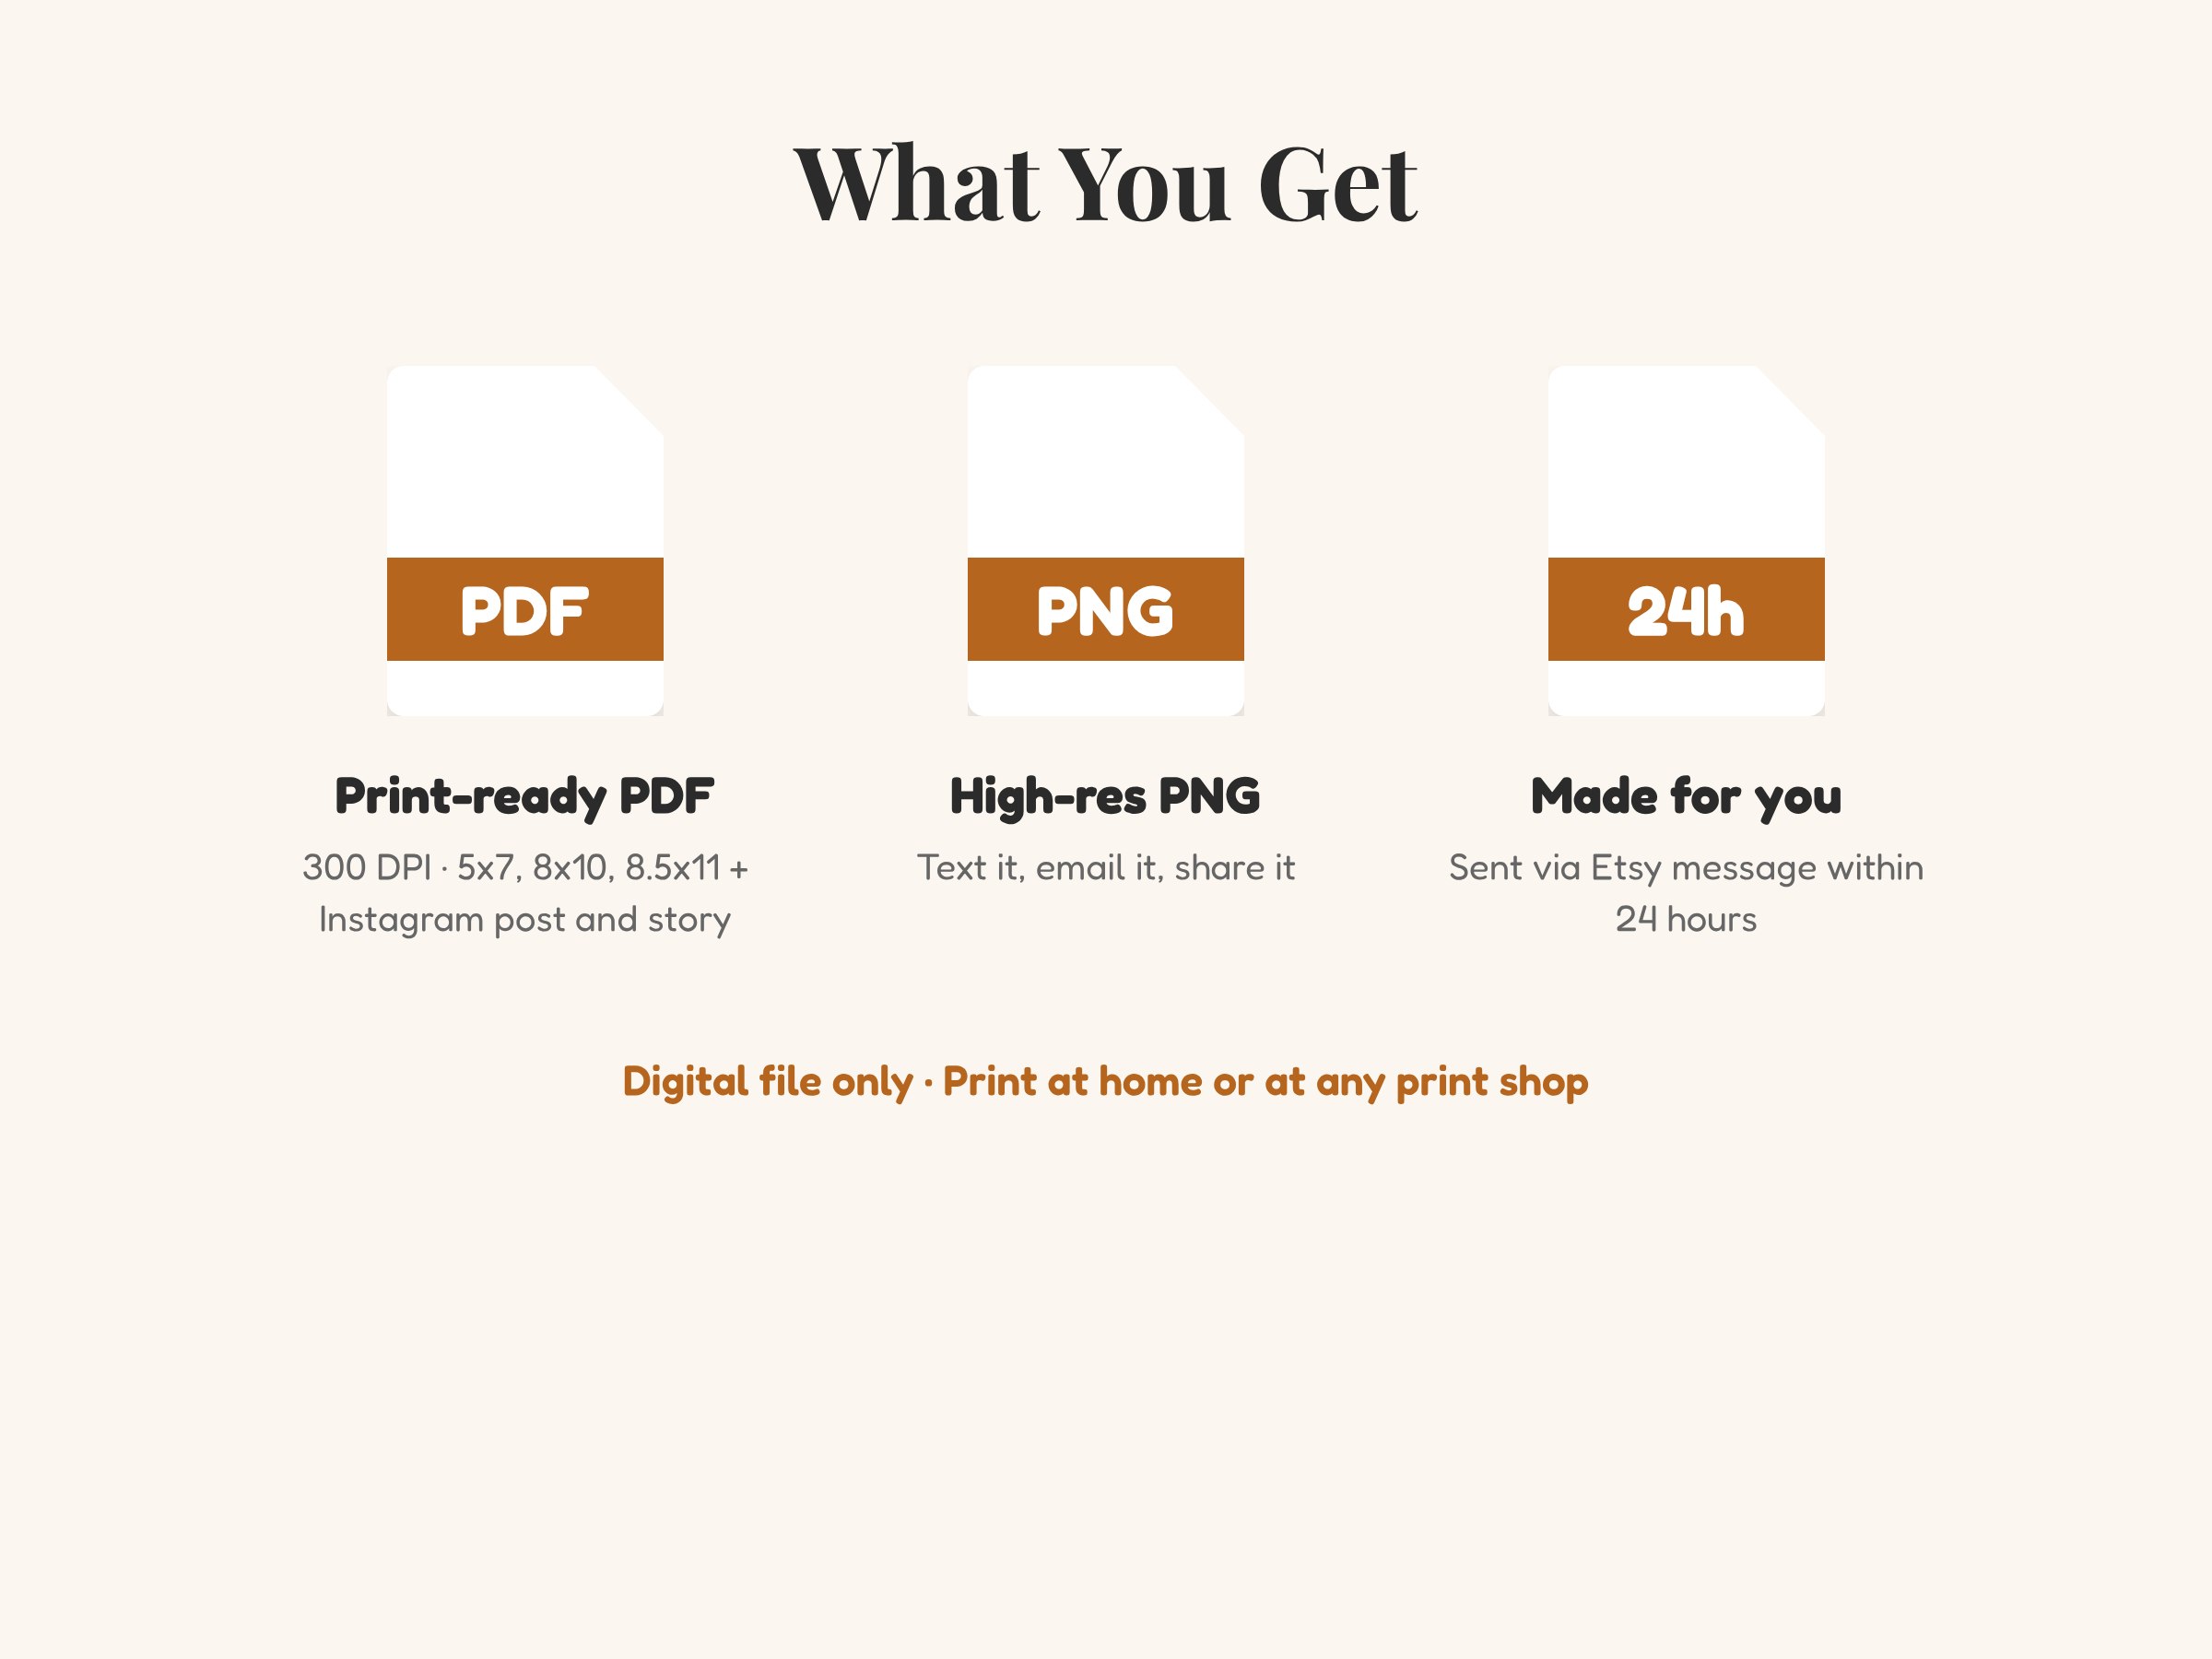 What You Get
PDF
PNG
24h
Print-ready PDF
300 DPI · 5x7, 8x10, 8.5x11 +
Instagram post and story
High-res PNG
Text it, email it, share it
Made for you
Sent via Etsy message within
24 hours
Digital file only · Print at home or at any print shop